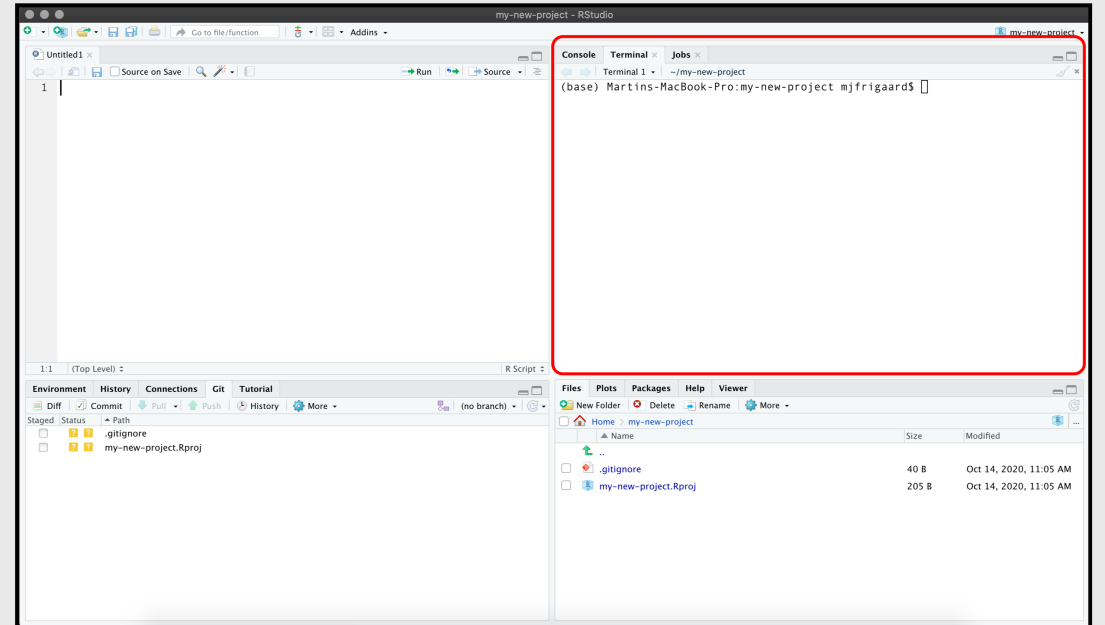 my-new-project - RStudio
Go to file/function Addins my-new-project
Untitled1
Source on Save Run Source
1
1:1 (Top Level) R Script
Console Terminal Jobs
Terminal 1 ~/my-new-project
(base) Martins-MacBook-Pro:my-new-project mjfrigaard$
Environment History Connections Git Tutorial
Diff Commit Pull Push History More (no branch)
Staged Status Path
? ? .gitignore
? ? my-new-project.Rproj
Files Plots Packages Help Viewer
New Folder Delete Rename More
Home my-new-project ...
Name Size Modified
..
.gitignore 40 B Oct 14, 2020, 11:05 AM
my-new-project.Rproj 205 B Oct 14, 2020, 11:05 AM